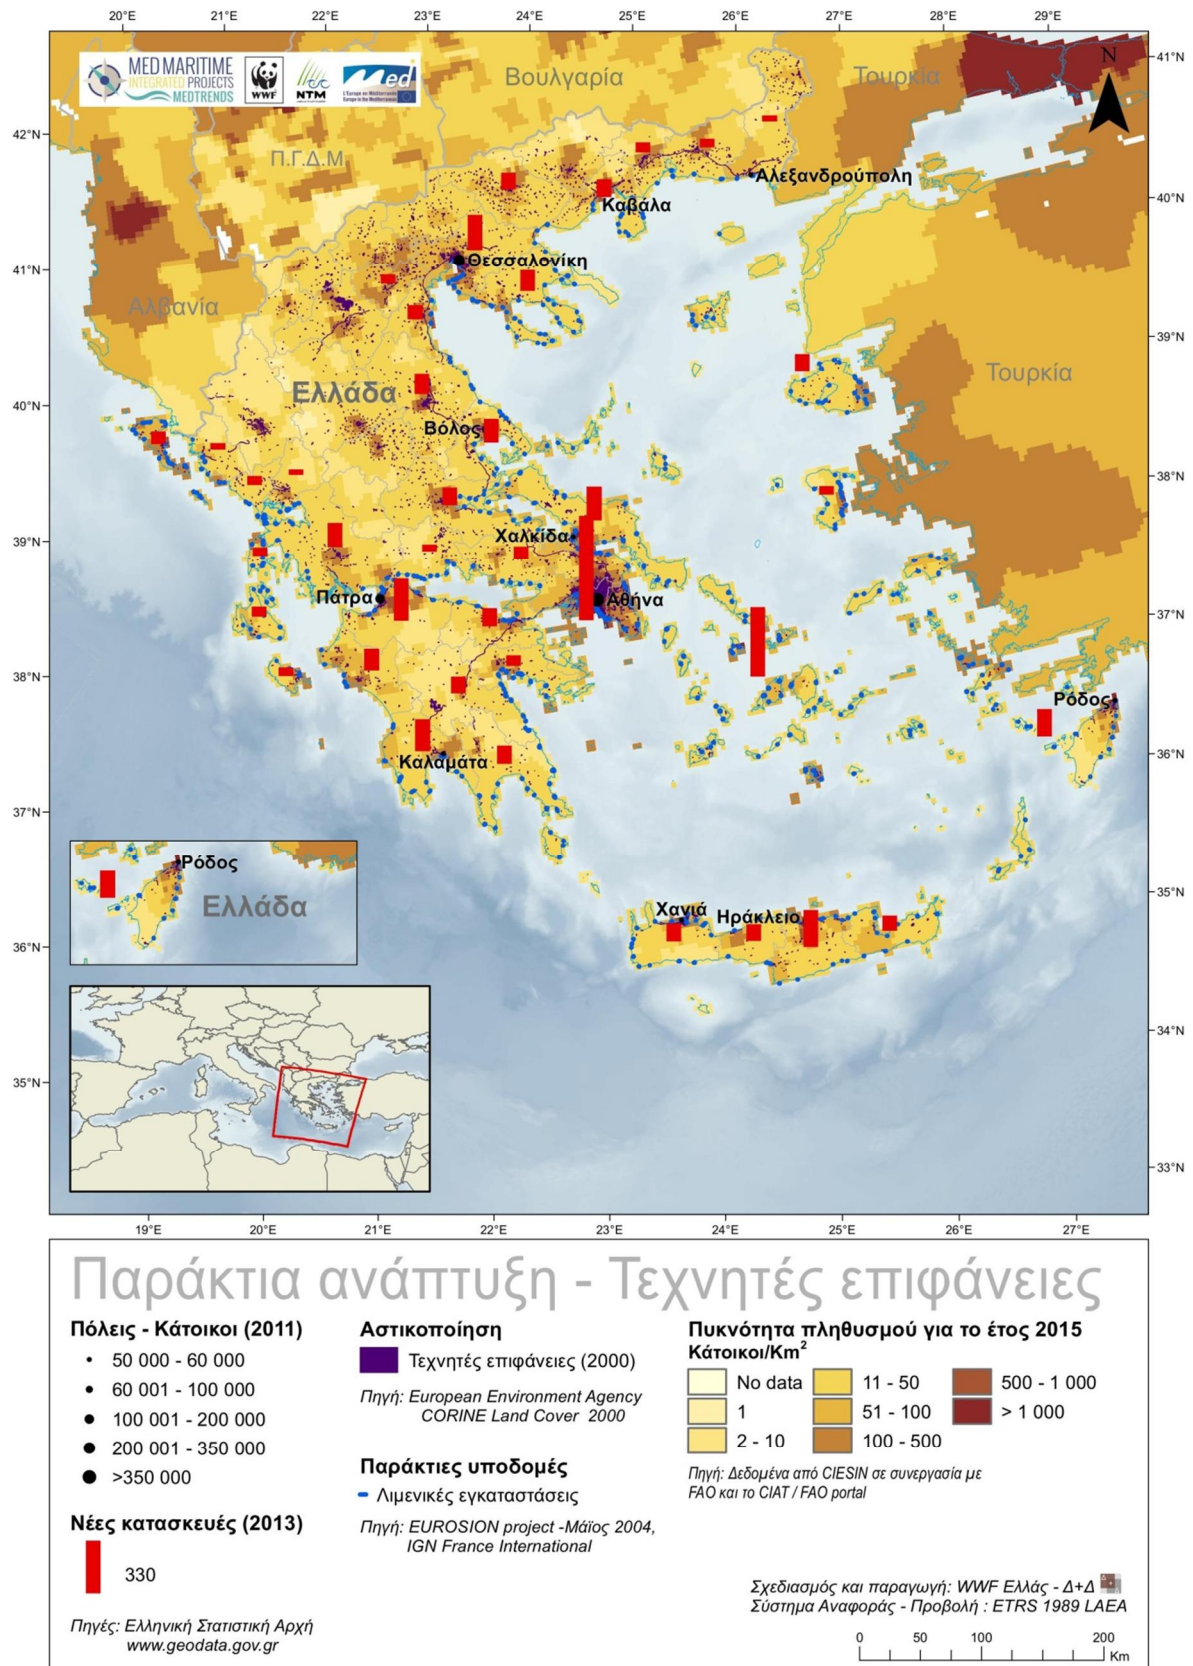 20°E 21°E 22°E 23°E 24°E 25°E 26°E 27°E 28°E 29°E
MED MARITIME
INTEGRATED PROJECTS
MEDTRENDS
WWF
NTM
Med
L'Europe en Méditerranée
Europe in the Mediterranean
N
Βουλγαρία
Τουρκία
41°N
42°N
Π.Γ.Δ.Μ
Αλεξανδρούπολη
Καβάλα
40°N
41°N
Θεσσαλονίκη
Αλβανία
39°N
Τουρκία
Ελλάδα
40°N
Βόλος
38°N
39°N
Χαλκίδα
Πάτρα
Αθήνα
37°N
38°N
Ρόδος
36°N
Καλαμάτα
37°N
Ρόδος
Ελλάδα
35°N
Χανιά
Ηράκλειο
36°N
34°N
35°N
33°N
19°E 20°E 21°E 22°E 23°E 24°E 25°E 26°E 27°E
Παράκτια ανάπτυξη - Τεχνητές επιφάνειες
Πόλεις - Κάτοικοι (2011)
50 000 - 60 000
60 001 - 100 000
100 001 - 200 000
200 001 - 350 000
>350 000
Νέες κατασκευές (2013)
330
Πηγές: Ελληνική Στατιστική Αρχή
www.geodata.gov.gr
Αστικοποίηση
Τεχνητές επιφάνειες (2000)
Πηγή: European Environment Agency
CORINE Land Cover 2000
Παράκτιες υποδομές
Λιμενικές εγκαταστάσεις
Πηγή: EUROSION project -Μάϊος 2004,
IGN France International
Πυκνότητα πληθυσμού για το έτος 2015
Κάτοικοι/Km²
No data
1
2 - 10
11 - 50
51 - 100
100 - 500
500 - 1 000
> 1 000
Πηγή: Δεδομένα από CIESIN σε συνεργασία με
FAO και το CIAT / FAO portal
Σχεδιασμός και παραγωγή: WWF Ελλάς - Δ+Δ
Σύστημα Αναφοράς - Προβολή : ETRS 1989 LAEA
0 50 100 200
Km